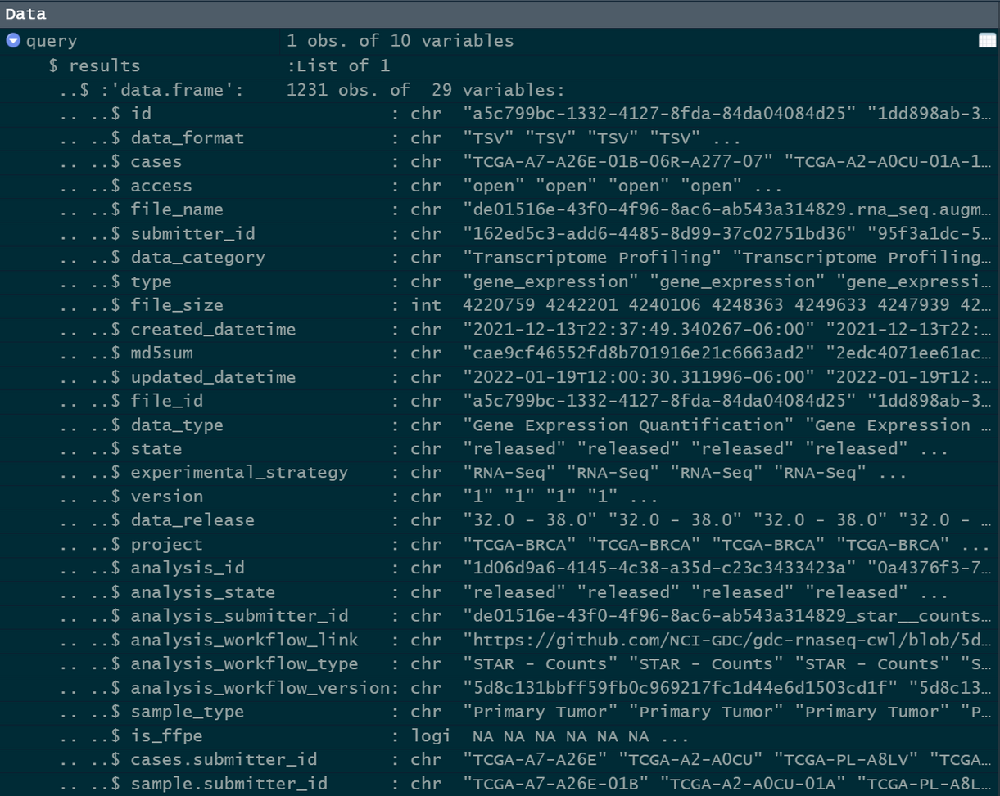 Data
query 1 obs. of 10 variables
$ results :List of 1
..$ :'data.frame': 1231 obs. of 29 variables:
.. ..$ id : chr "a5c799bc-1332-4127-8fda-84da04084d25" "1dd898ab-3…
.. ..$ data_format : chr "TSV" "TSV" "TSV" "TSV" ...
.. ..$ cases : chr "TCGA-A7-A26E-01B-06R-A277-07" "TCGA-A2-A0CU-01A-1…
.. ..$ access : chr "open" "open" "open" "open" ...
.. ..$ file_name : chr "de01516e-43f0-4f96-8ac6-ab543a314829.rna_seq.augm…
.. ..$ submitter_id : chr "162ed5c3-add6-4485-8d99-37c02751bd36" "95f3a1dc-5…
.. ..$ data_category : chr "Transcriptome Profiling" "Transcriptome Profiling…
.. ..$ type : chr "gene_expression" "gene_expression" "gene_expressi…
.. ..$ file_size : int 4220759 4242201 4240106 4248363 4249633 4247939 42…
.. ..$ created_datetime : chr "2021-12-13T22:37:49.340267-06:00" "2021-12-13T22:…
.. ..$ md5sum : chr "cae9cf46552fd8b701916e21c6663ad2" "2edc4071ee61ac…
.. ..$ updated_datetime : chr "2022-01-19T12:00:30.311996-06:00" "2022-01-19T12:…
.. ..$ file_id : chr "a5c799bc-1332-4127-8fda-84da04084d25" "1dd898ab-3…
.. ..$ data_type : chr "Gene Expression Quantification" "Gene Expression …
.. ..$ state : chr "released" "released" "released" "released" ...
.. ..$ experimental_strategy : chr "RNA-Seq" "RNA-Seq" "RNA-Seq" "RNA-Seq" ...
.. ..$ version : chr "1" "1" "1" "1" ...
.. ..$ data_release : chr "32.0 - 38.0" "32.0 - 38.0" "32.0 - 38.0" "32.0 - …
.. ..$ project : chr "TCGA-BRCA" "TCGA-BRCA" "TCGA-BRCA" "TCGA-BRCA" ...
.. ..$ analysis_id : chr "1d06d9a6-4145-4c38-a35d-c23c3433423a" "0a4376f3-7…
.. ..$ analysis_state : chr "released" "released" "released" "released" ...
.. ..$ analysis_submitter_id : chr "de01516e-43f0-4f96-8ac6-ab543a314829_star__counts…
.. ..$ analysis_workflow_link : chr "https://github.com/NCI-GDC/gdc-rnaseq-cwl/blob/5d…
.. ..$ analysis_workflow_type : chr "STAR - Counts" "STAR - Counts" "STAR - Counts" "S…
.. ..$ analysis_workflow_version: chr "5d8c131bbff59fb0c969217fc1d44e6d1503cd1f" "5d8c13…
.. ..$ sample_type : chr "Primary Tumor" "Primary Tumor" "Primary Tumor" "P…
.. ..$ is_ffpe : logi NA NA NA NA NA NA ...
.. ..$ cases.submitter_id : chr "TCGA-A7-A26E" "TCGA-A2-A0CU" "TCGA-PL-A8LV" "TCGA…
.. ..$ sample.submitter_id : chr "TCGA-A7-A26E-01B" "TCGA-A2-A0CU-01A" "TCGA-PL-A8L…